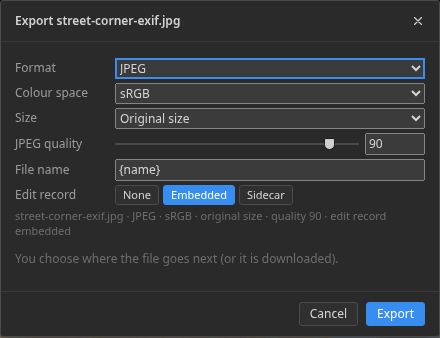 Export street-corner-exif.jpg ×
Format JPEG
Colour space sRGB
Size Original size
JPEG quality 90
File name {name}
Edit record None Embedded Sidecar
street-corner-exif.jpg · JPEG · sRGB · original size · quality 90 · edit record
embedded
You choose where the file goes next (or it is downloaded).
Cancel Export